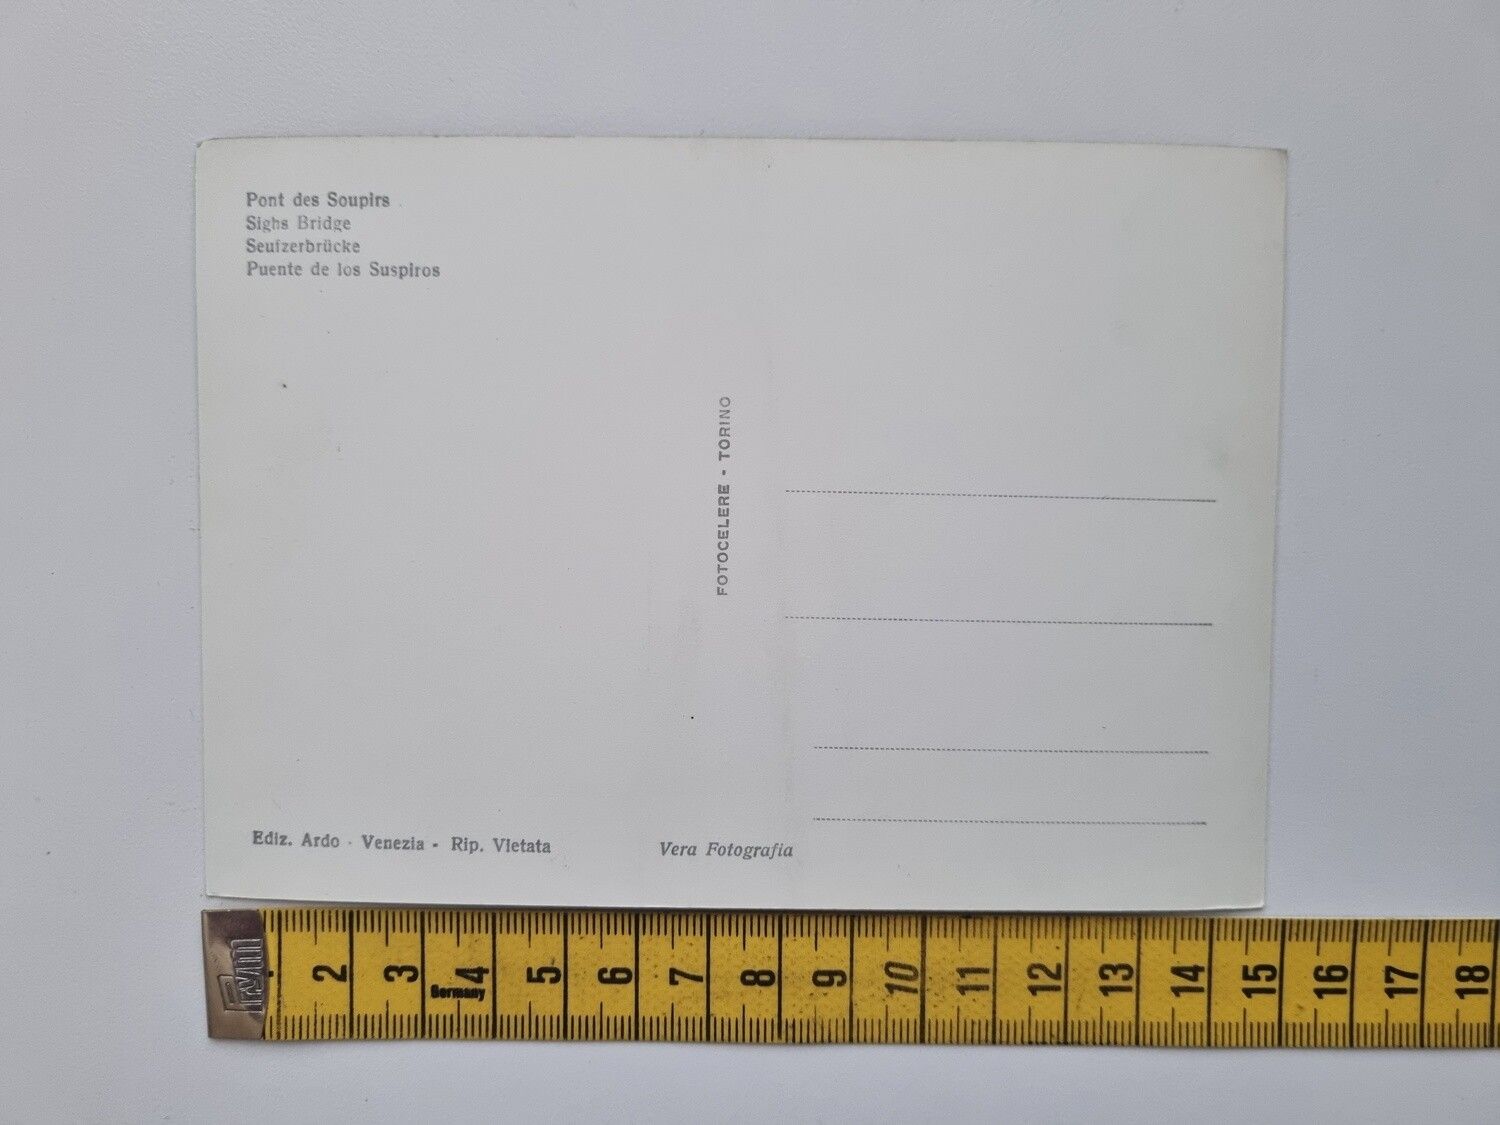 Pont des Soupirs
Sighs Bridge
Seufzerbrücke
Puente de los Suspiros
FOTOCELERE - TORINO
Ediz. Ardo - Venezia - Rip. Vietata
Vera Fotografia
Prym
2 3 4 5 6 7 8 9 10 11 12 13 14 15 16 17 18
Germany